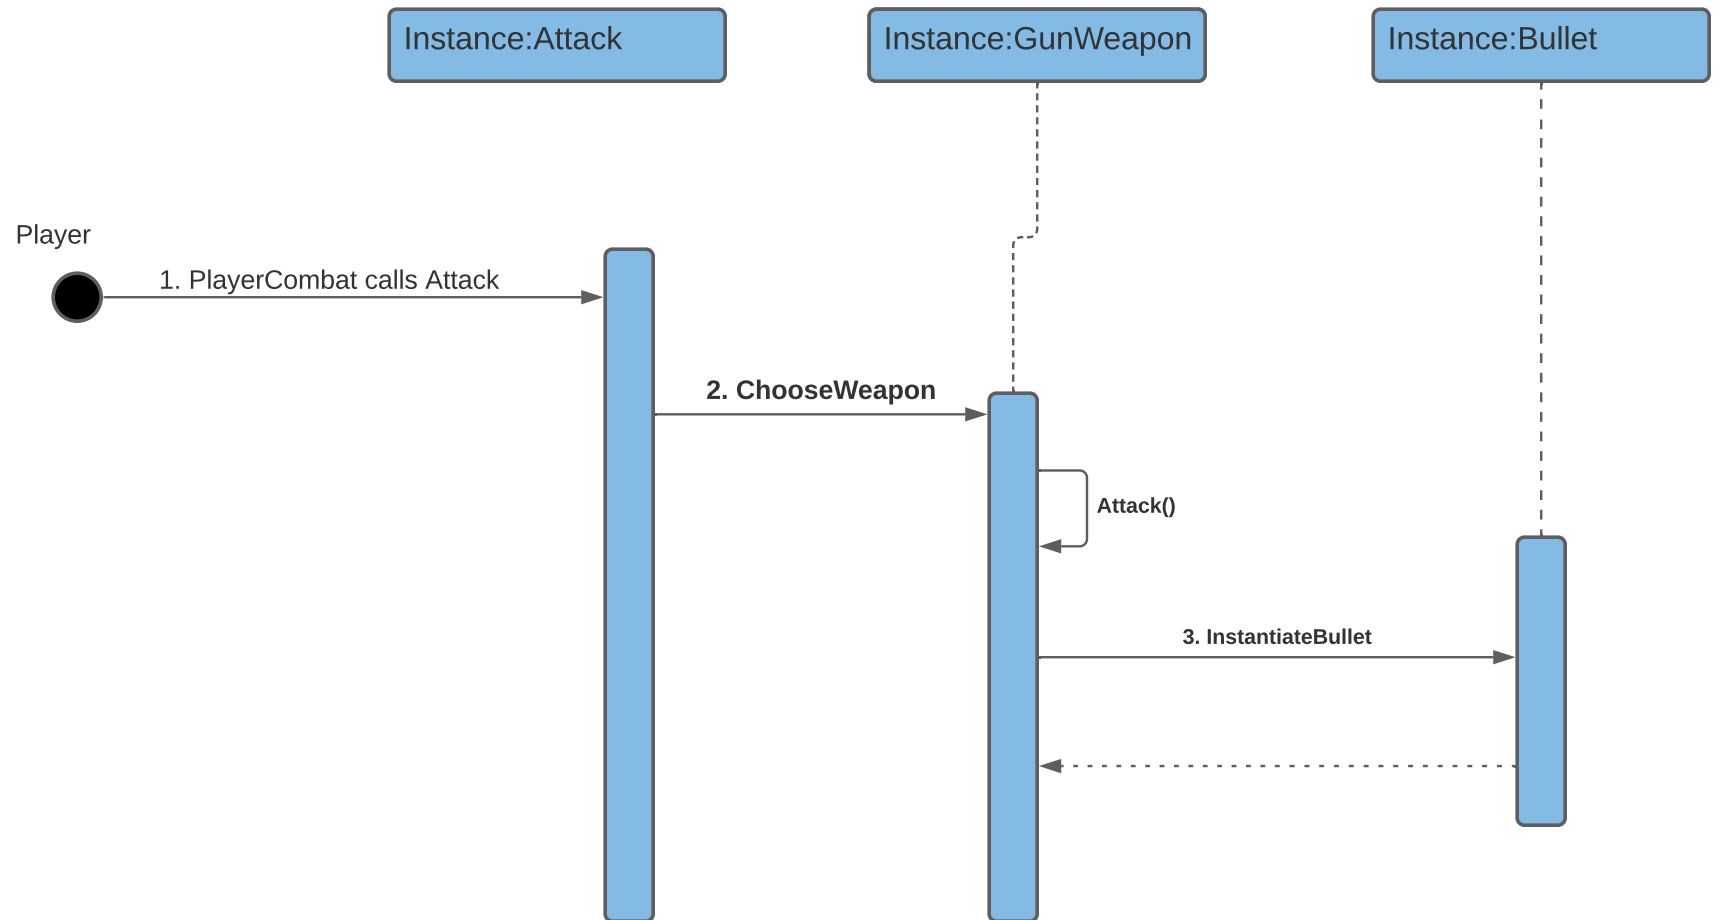 Instance:Attack
Instance:GunWeapon
Instance:Bullet
Player
1. PlayerCombat calls Attack
2. ChooseWeapon
Attack()
3. InstantiateBullet